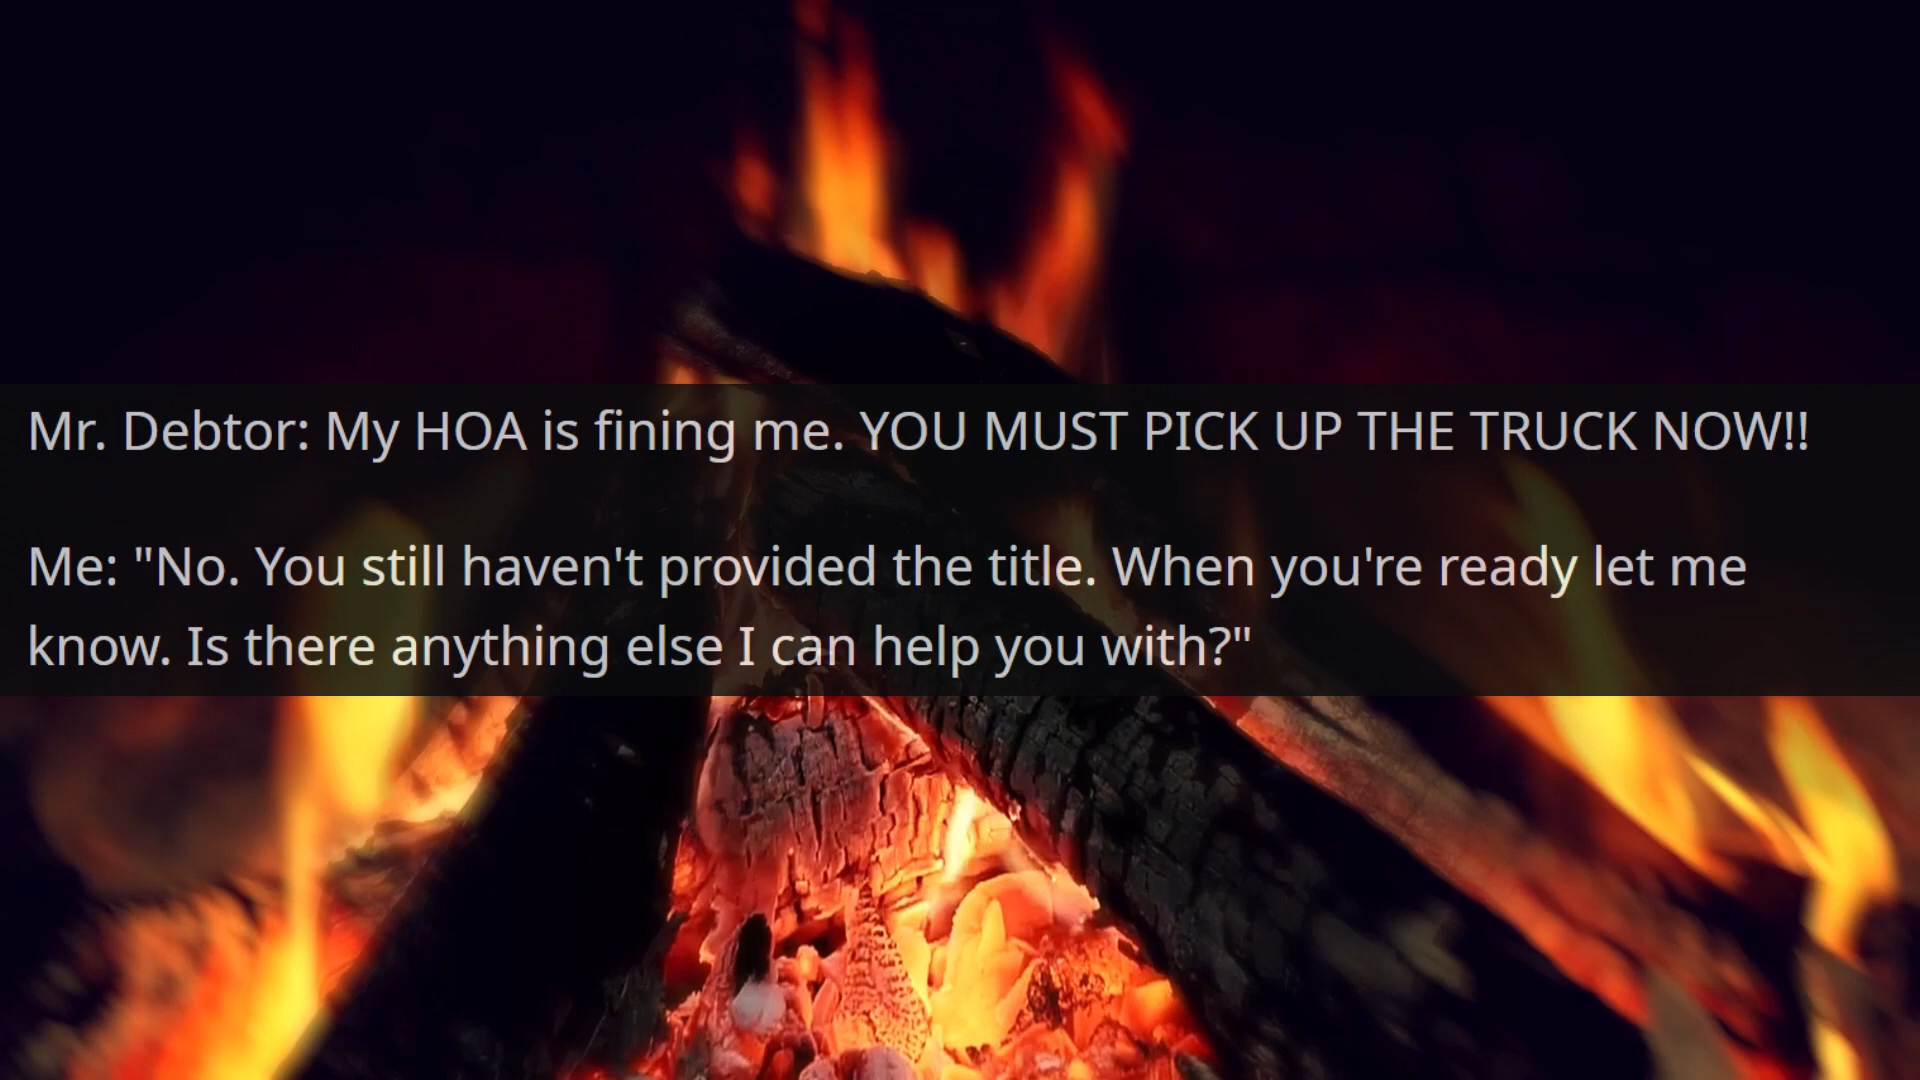 Mr. Debtor: My HOA is fining me. YOU MUST PICK UP THE TRUCK NOW!!
Me: "No. You still haven't provided the title. When you're ready let me
know. Is there anything else I can help you with?"